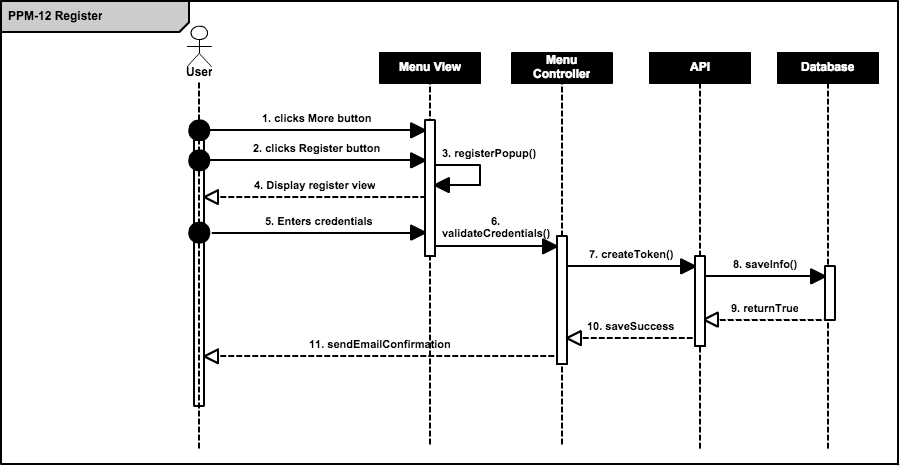 PPM-12 Register
User
Menu View
Menu
Controller
API
Database
1. clicks More button
2. clicks Register button
3. registerPopup()
4. Display register view
5. Enters credentials
6.
validateCredentials()
7. createToken()
8. saveInfo()
9. returnTrue
10. saveSuccess
11. sendEmailConfirmation